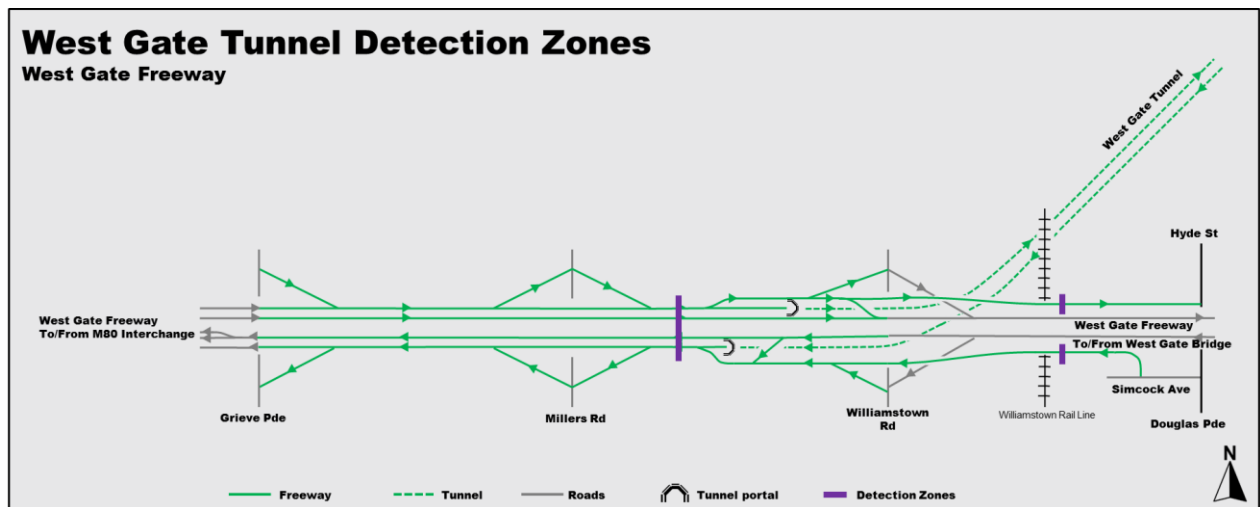 West Gate Tunnel Detection Zones
West Gate Freeway
West Gate Tunnel
Hyde St
West Gate Freeway
To/From M80 Interchange
West Gate Freeway
To/From West Gate Bridge
Simcock Ave
Grieve Pde
Millers Rd
Williamstown
Rd
Williamstown Rail Line
Douglas Pde
N
Freeway
Tunnel
Roads
Tunnel portal
Detection Zones